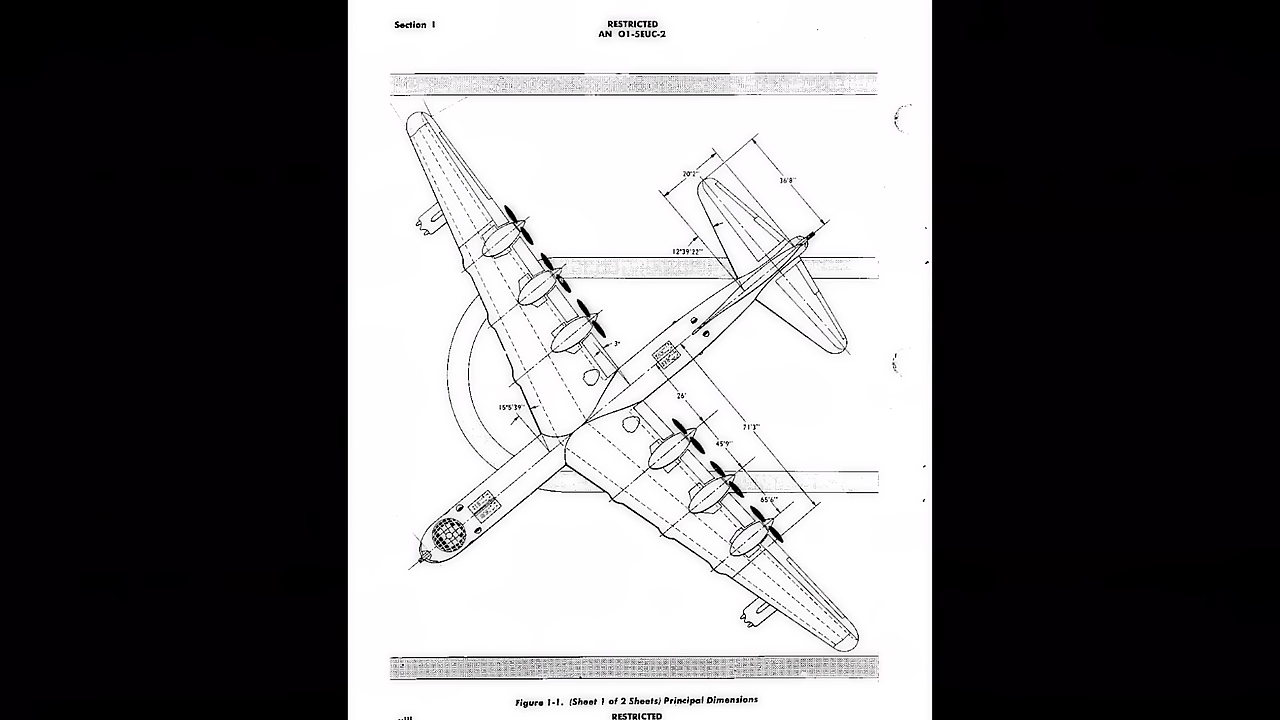 Section 1
RESTRICTED
AN 01-5EUC-2
20'2"
36'8"
12°39'22"
3°
26'
15°5'39"
71'3"
45'9"
65'6"
Figure 1-1. (Sheet 1 of 2 Sheets) Principal Dimensions
RESTRICTED